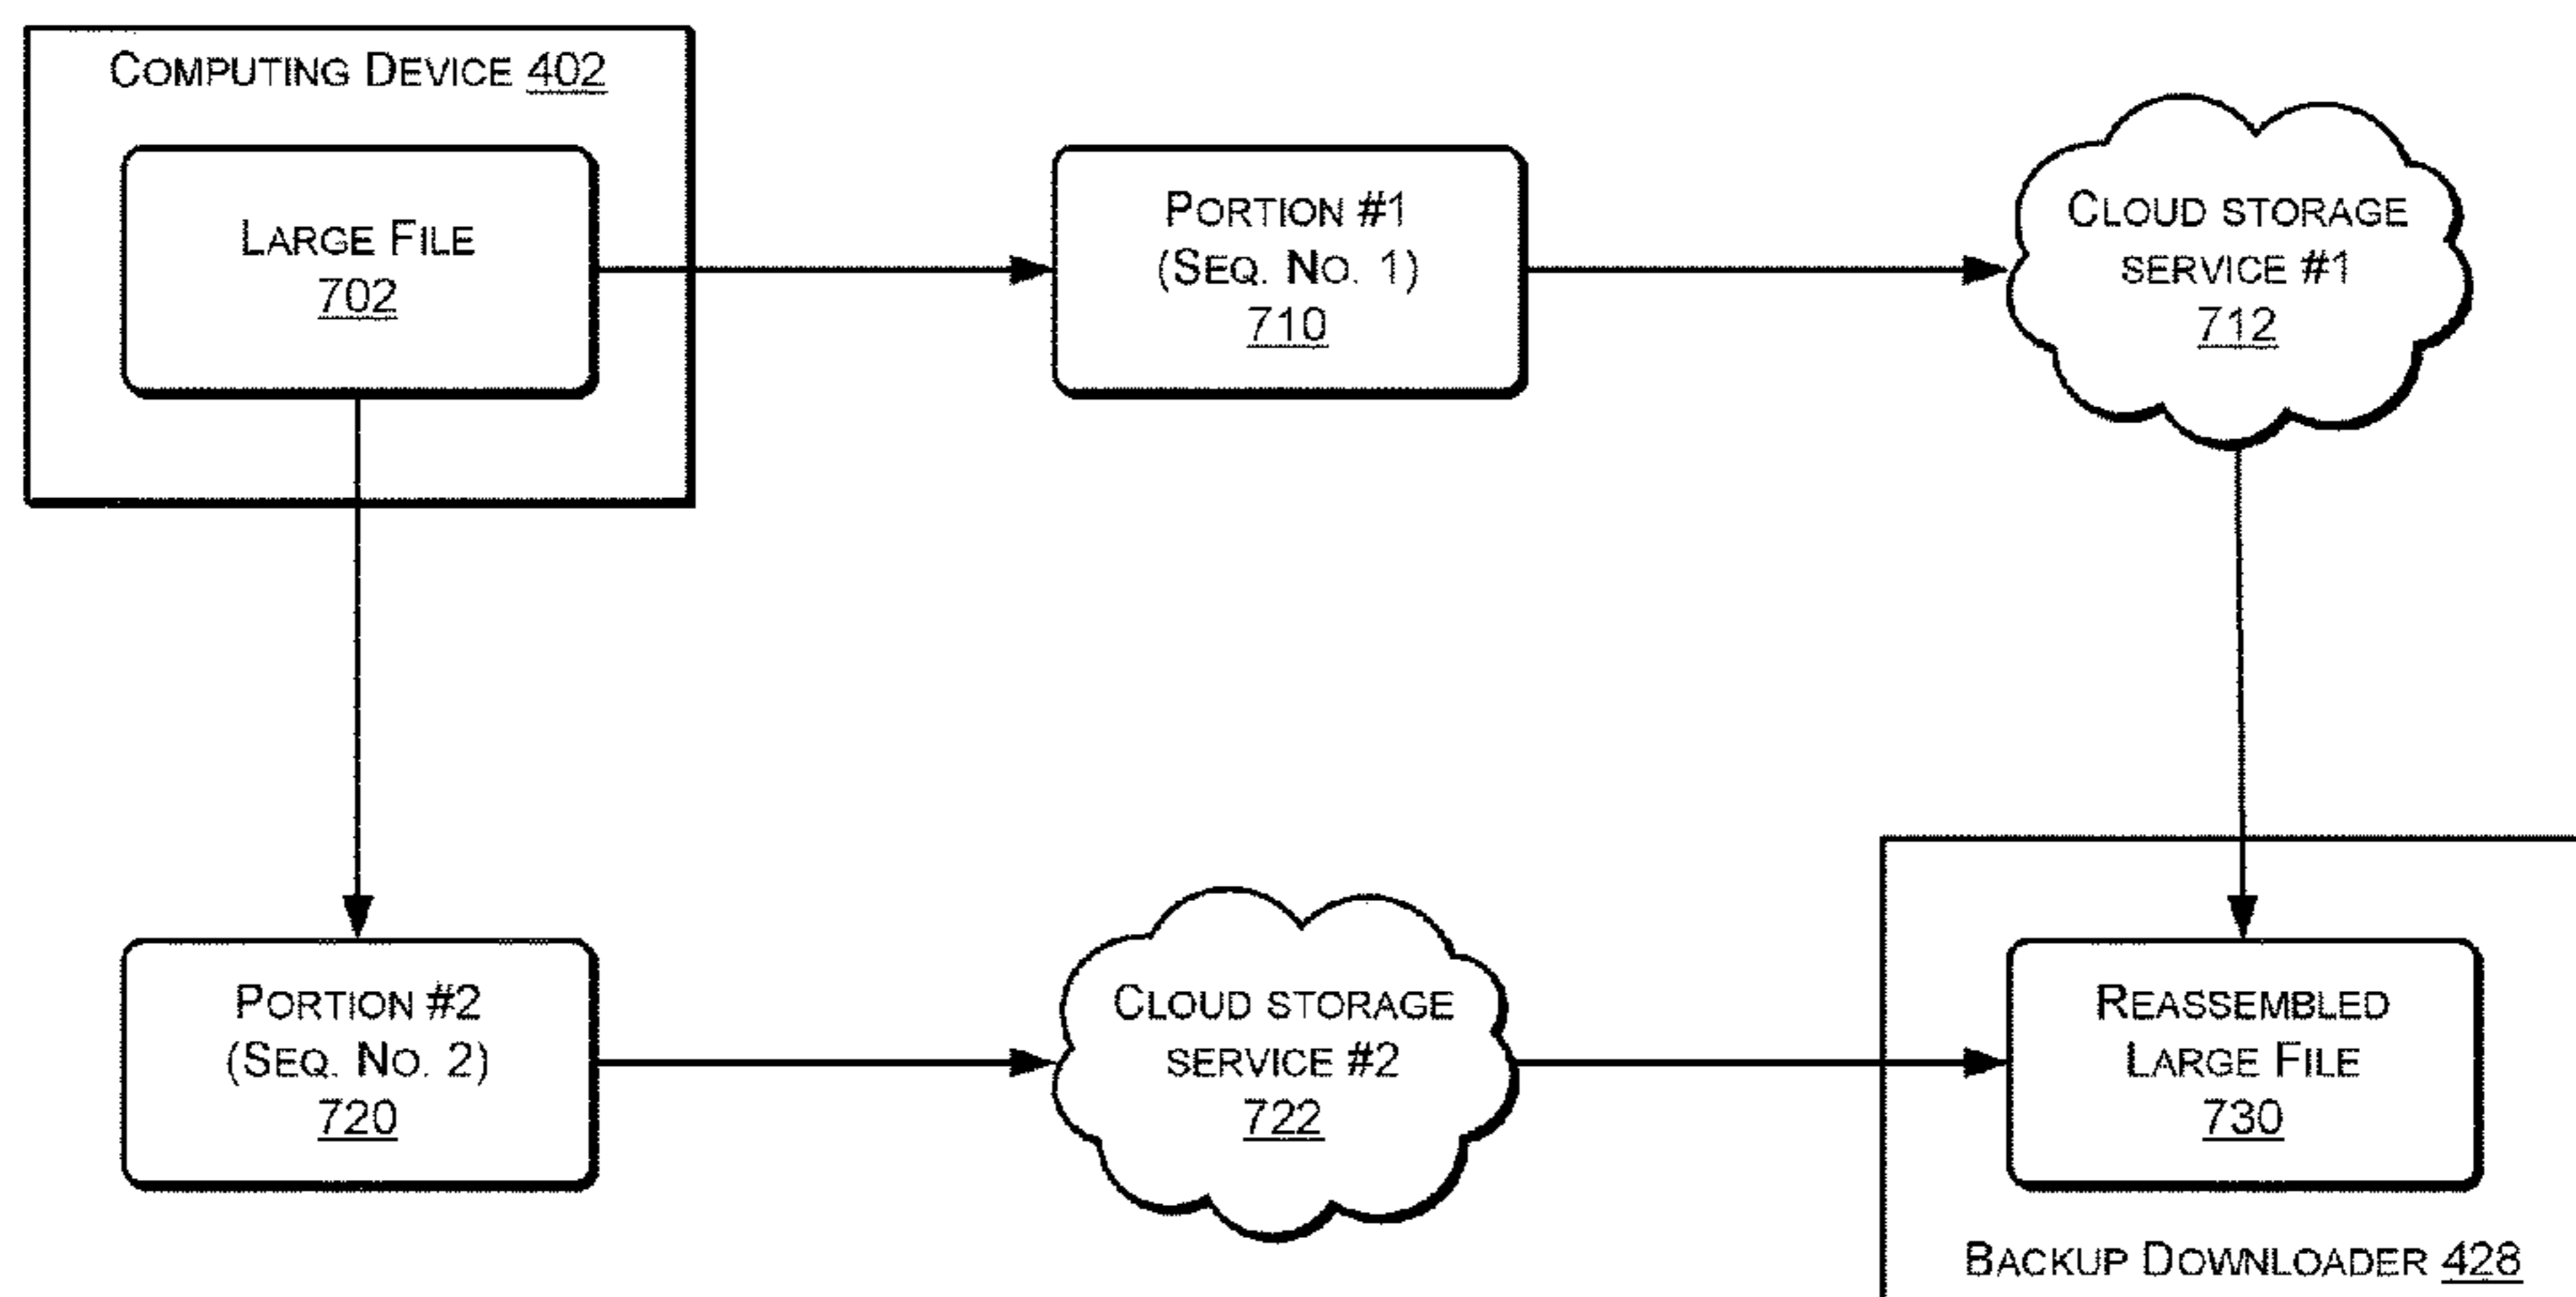 COMPUTING DEVICE 402
LARGE FILE
702
PORTION #1
(SEQ. NO. 1)
710
CLOUD STORAGE
SERVICE #1
712
PORTION #2
(SEQ. NO. 2)
720
CLOUD STORAGE
SERVICE #2
722
REASSEMBLED
LARGE FILE
730
BACKUP DOWNLOADER 428